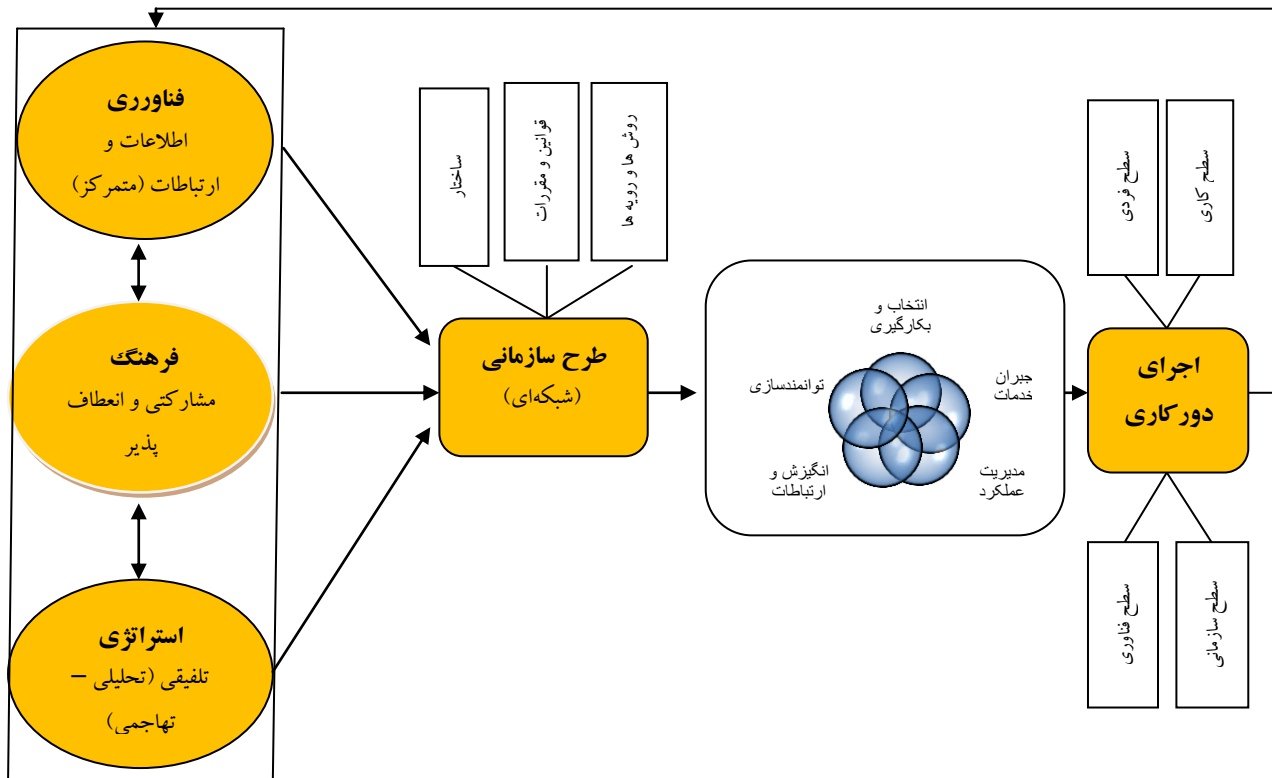 فناورری
اطلاعات و
ارتباطات (متمرکز)
فرهنگ
مشارکتی و انعطاف
پذیر
استراتژی
تلفیقی (تحلیلی –
تهاجمی)
ساختار
قوانین و مقررات
روش ها و رویه ها
طرح سازمانی
(شبکه‌ای)
انتخاب و
بکارگیری
توانمندسازی
جبران
خدمات
انگیزش و
ارتباطات
مدیریت
عملکرد
سطح فردی
سطح کاری
اجرای
دورکاری
سطح فناوری
سطح سازمانی